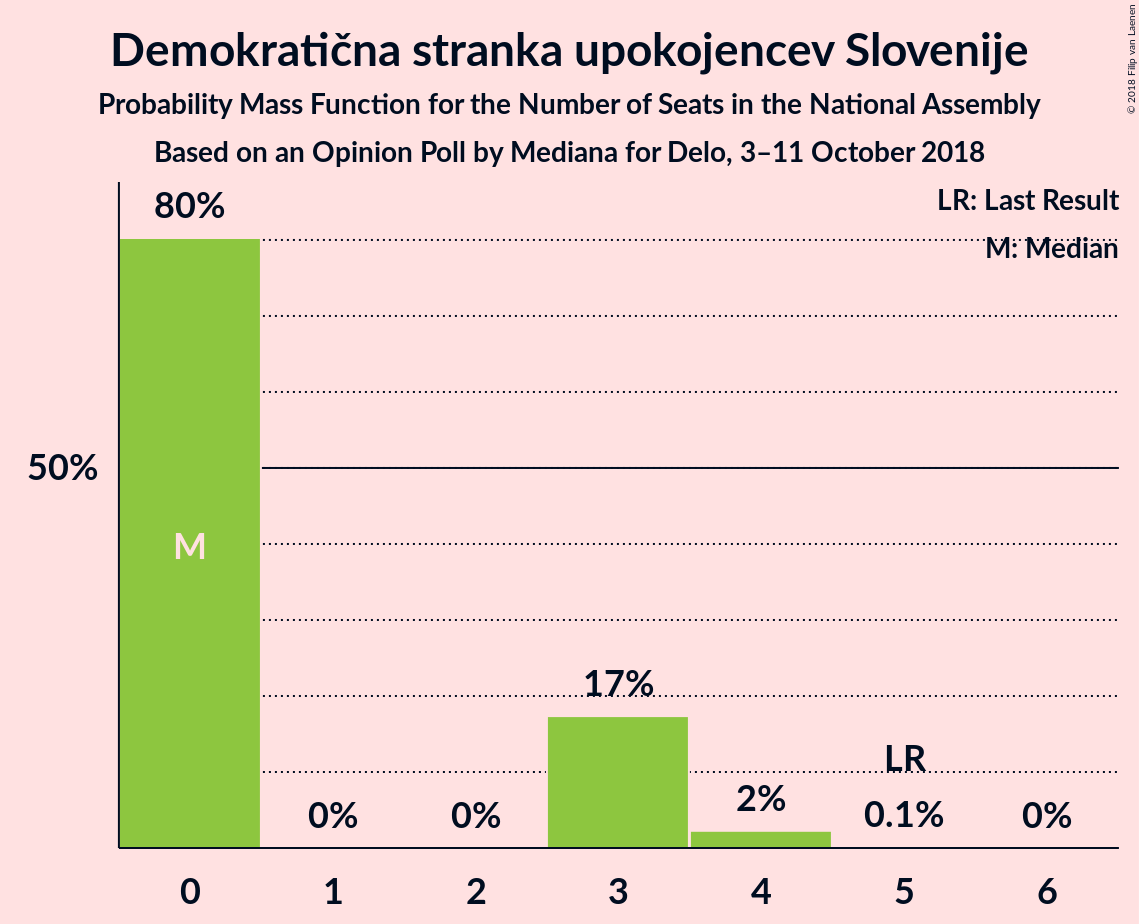 Demokratična stranka upokojencev Slovenije
Probability Mass Function for the Number of Seats in the National Assembly
Based on an Opinion Poll by Mediana for Delo, 3–11 October 2018
© 2018 Filip van Laenen
LR: Last Result
M: Median
80%
50%
M
17%
LR
2%
0%
0%
0.1%
0%
0 1 2 3 4 5 6